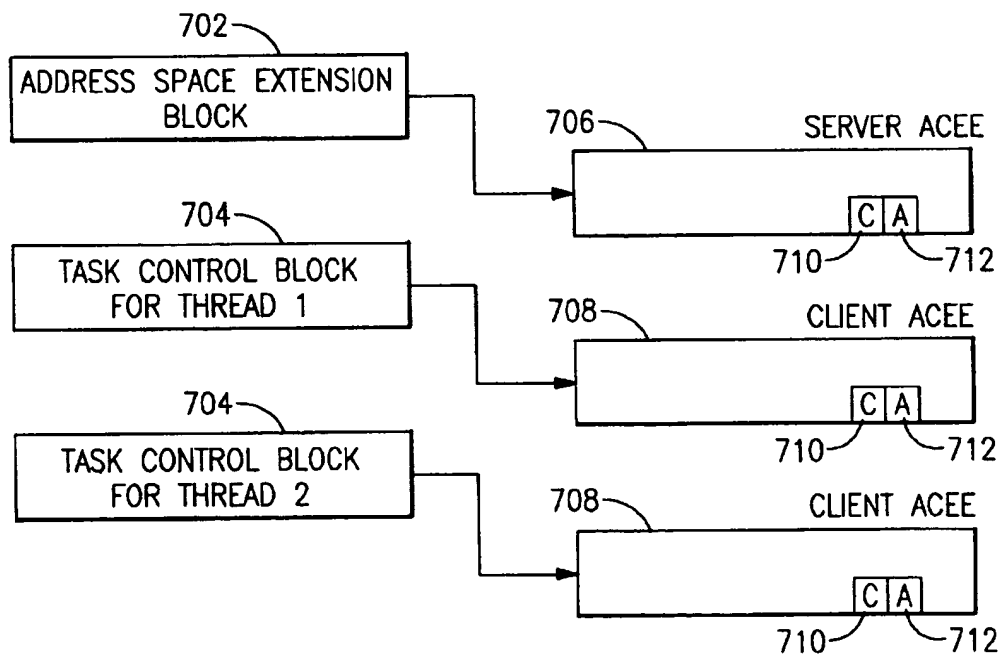 702
ADDRESS SPACE EXTENSION
BLOCK
706
SERVER ACEE
C A
710
712
704
TASK CONTROL BLOCK
FOR THREAD 1
708
CLIENT ACEE
C A
710
712
704
TASK CONTROL BLOCK
FOR THREAD 2
708
CLIENT ACEE
C A
710
712